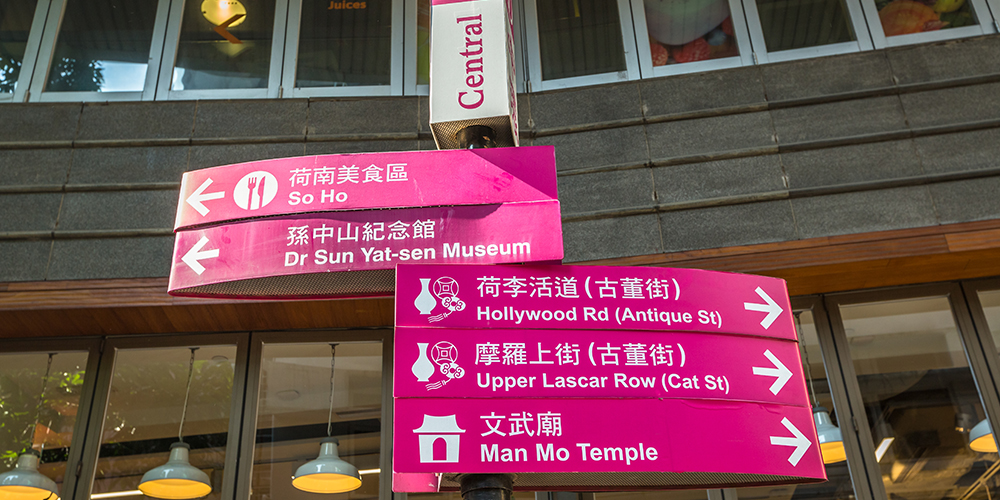 Juices
Central
荷南美食區
So Ho
孫中山紀念館
Dr Sun Yat-sen Museum
荷李活道(古董街)
Hollywood Rd (Antique St)
摩羅上街(古董街)
Upper Lascar Row (Cat St)
文武廟
Man Mo Temple